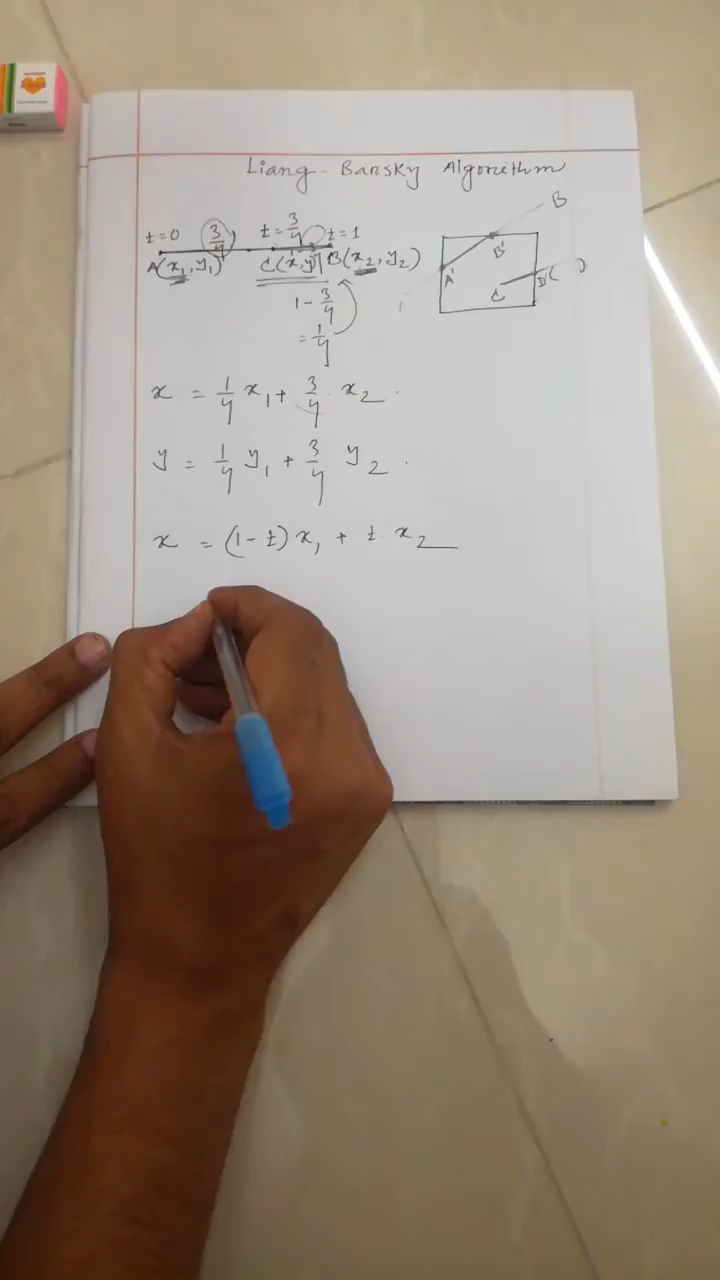 Liang - Barsky Algorithm
t=0 3/4 t=3/4 t=1
A(x₁, y₁) C(x, y) B(x₂, y₂)
1 - 3/4
= 1/4
B
B'
A'
C D'
x = 1/4 x₁ + 3/4 . x₂ .
y = 1/4 y₁ + 3/4 y₂ .
x = (1-t) x₁ + t . x₂